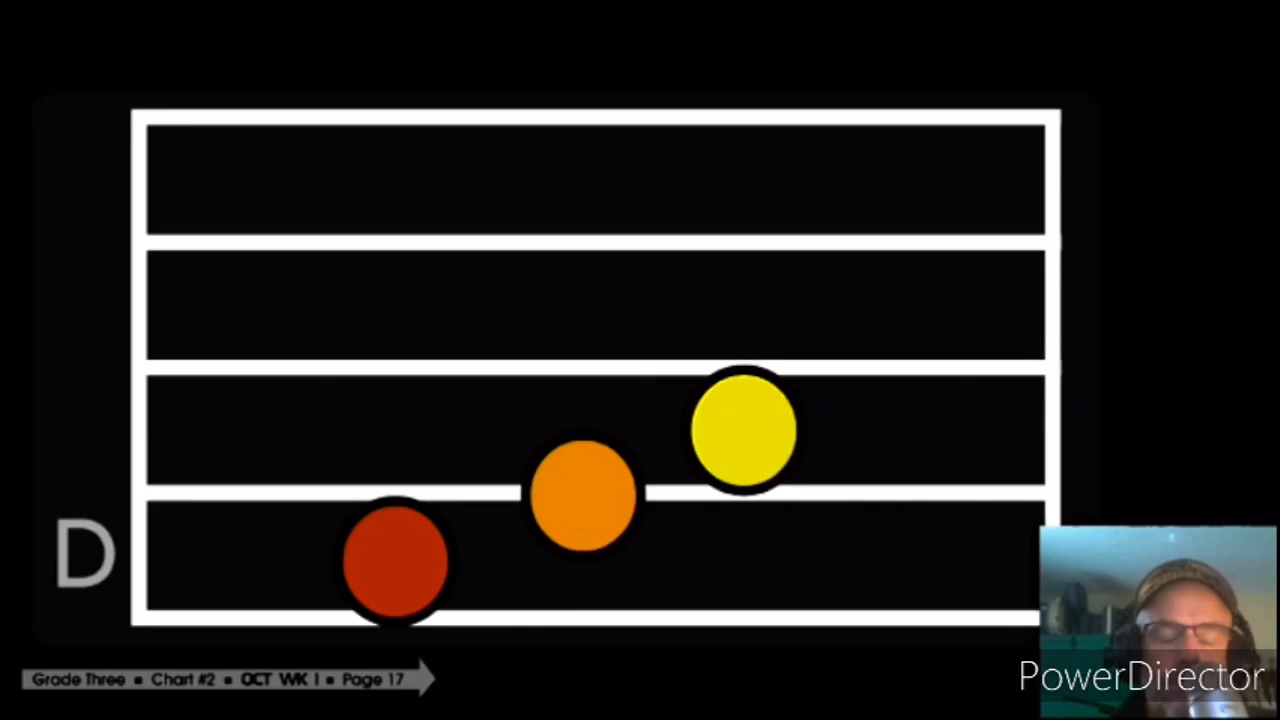 D
Grade Three ▪ Chart #2 ▪ OCT WK 1 ▪ Page 17
PowerDirector